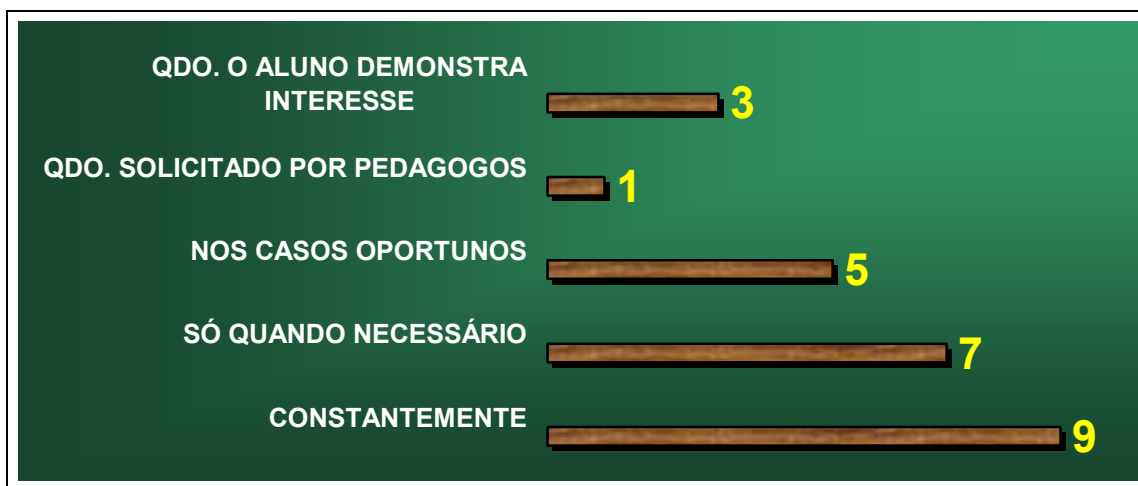 QDO. O ALUNO DEMONSTRA
INTERESSE
3
QDO. SOLICITADO POR PEDAGOGOS
1
NOS CASOS OPORTUNOS
5
SÓ QUANDO NECESSÁRIO
7
CONSTANTEMENTE
9